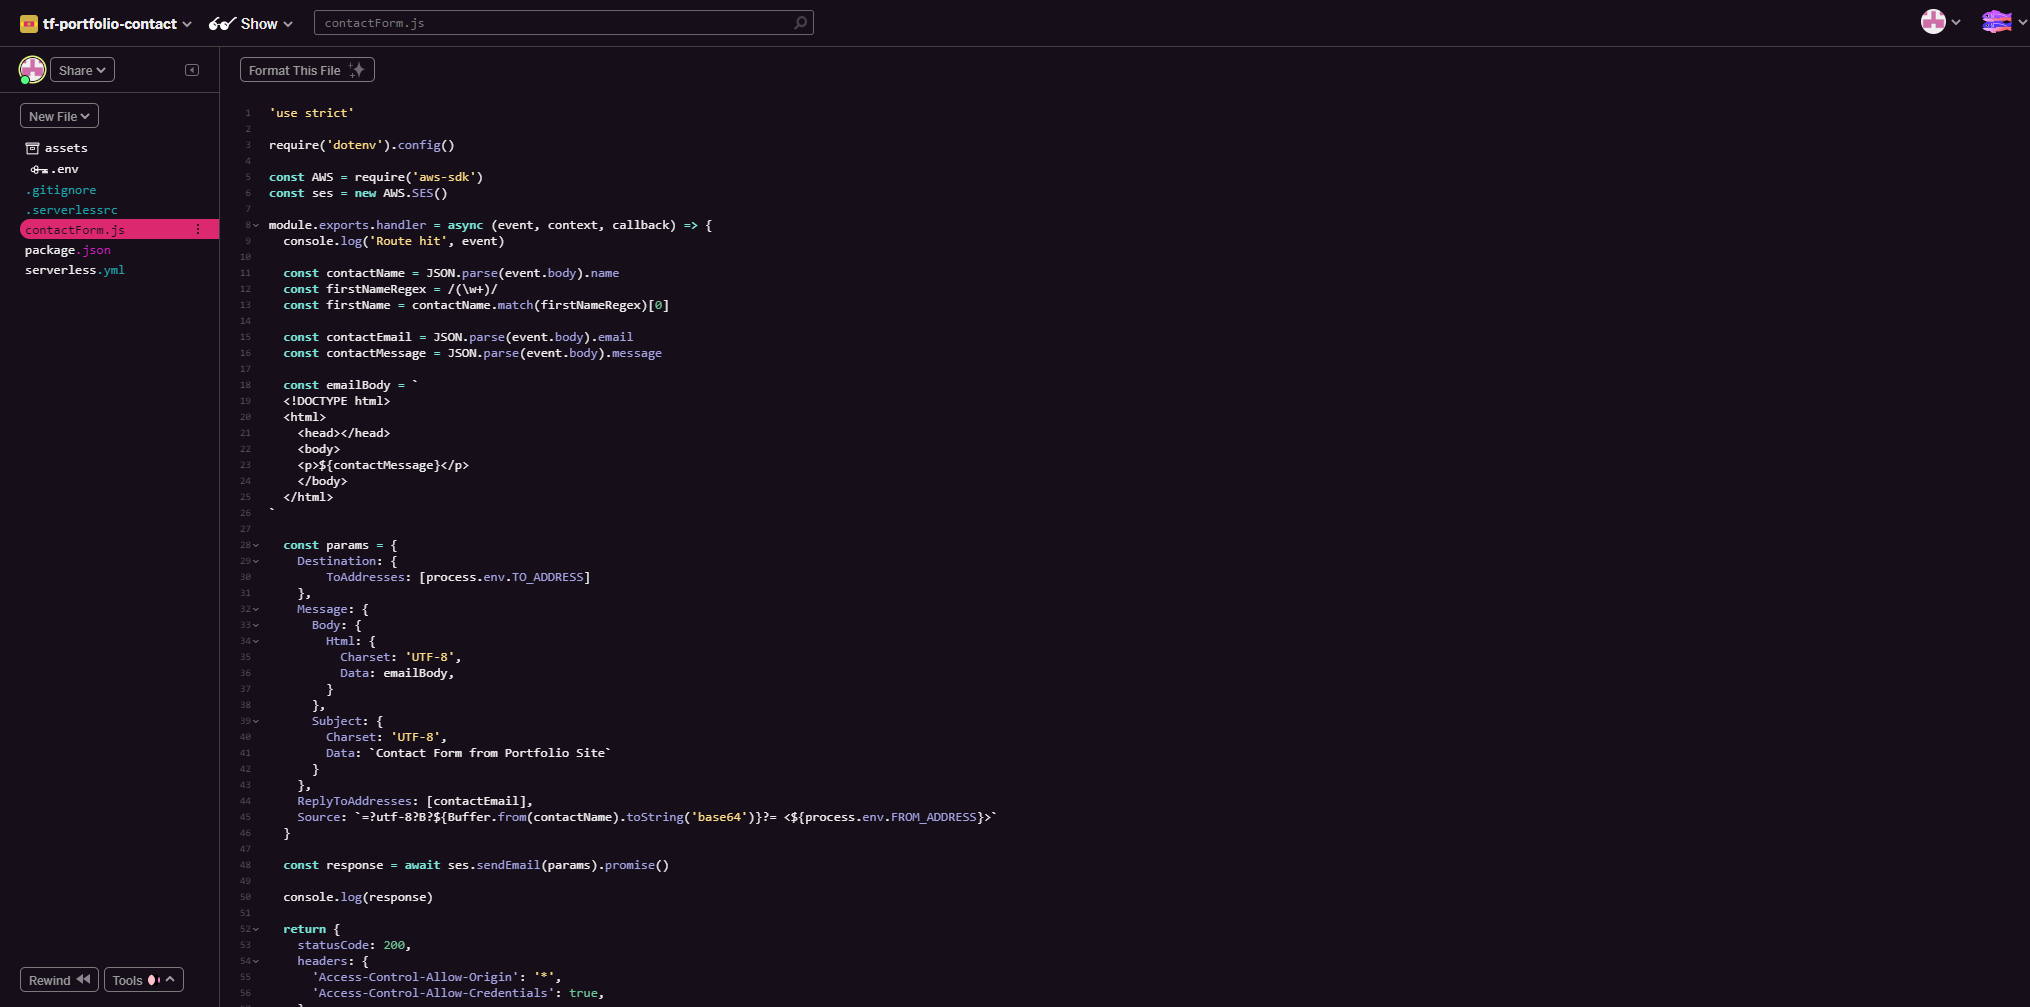 tf-portfolio-contact Show contactForm.js
Share Format This File
New File
assets
.env
.gitignore
.serverlessrc
contactForm.js
package.json
serverless.yml
1 'use strict'
2
3 require('dotenv').config()
4
5 const AWS = require('aws-sdk')
6 const ses = new AWS.SES()
7
8 module.exports.handler = async (event, context, callback) => {
9   console.log('Route hit', event)
10
11   const contactName = JSON.parse(event.body).name
12   const firstNameRegex = /(\w+)/
13   const firstName = contactName.match(firstNameRegex)[0]
14
15   const contactEmail = JSON.parse(event.body).email
16   const contactMessage = JSON.parse(event.body).message
17
18   const emailBody = `
19   <!DOCTYPE html>
20   <html>
21     <head></head>
22     <body>
23     <p>${contactMessage}</p>
24     </body>
25   </html>
26 `
27
28   const params = {
29     Destination: {
30         ToAddresses: [process.env.TO_ADDRESS]
31     },
32     Message: {
33       Body: {
34         Html: {
35           Charset: 'UTF-8',
36           Data: emailBody,
37         }
38       },
39       Subject: {
40         Charset: 'UTF-8',
41         Data: `Contact Form from Portfolio Site`
42       }
43     },
44     ReplyToAddresses: [contactEmail],
45     Source: `=?utf-8?B?${Buffer.from(contactName).toString('base64')}?= <${process.env.FROM_ADDRESS}>`
46   }
47
48   const response = await ses.sendEmail(params).promise()
49
50   console.log(response)
51
52   return {
53     statusCode: 200,
54     headers: {
55       'Access-Control-Allow-Origin': '*',
56       'Access-Control-Allow-Credentials': true,
Rewind Tools